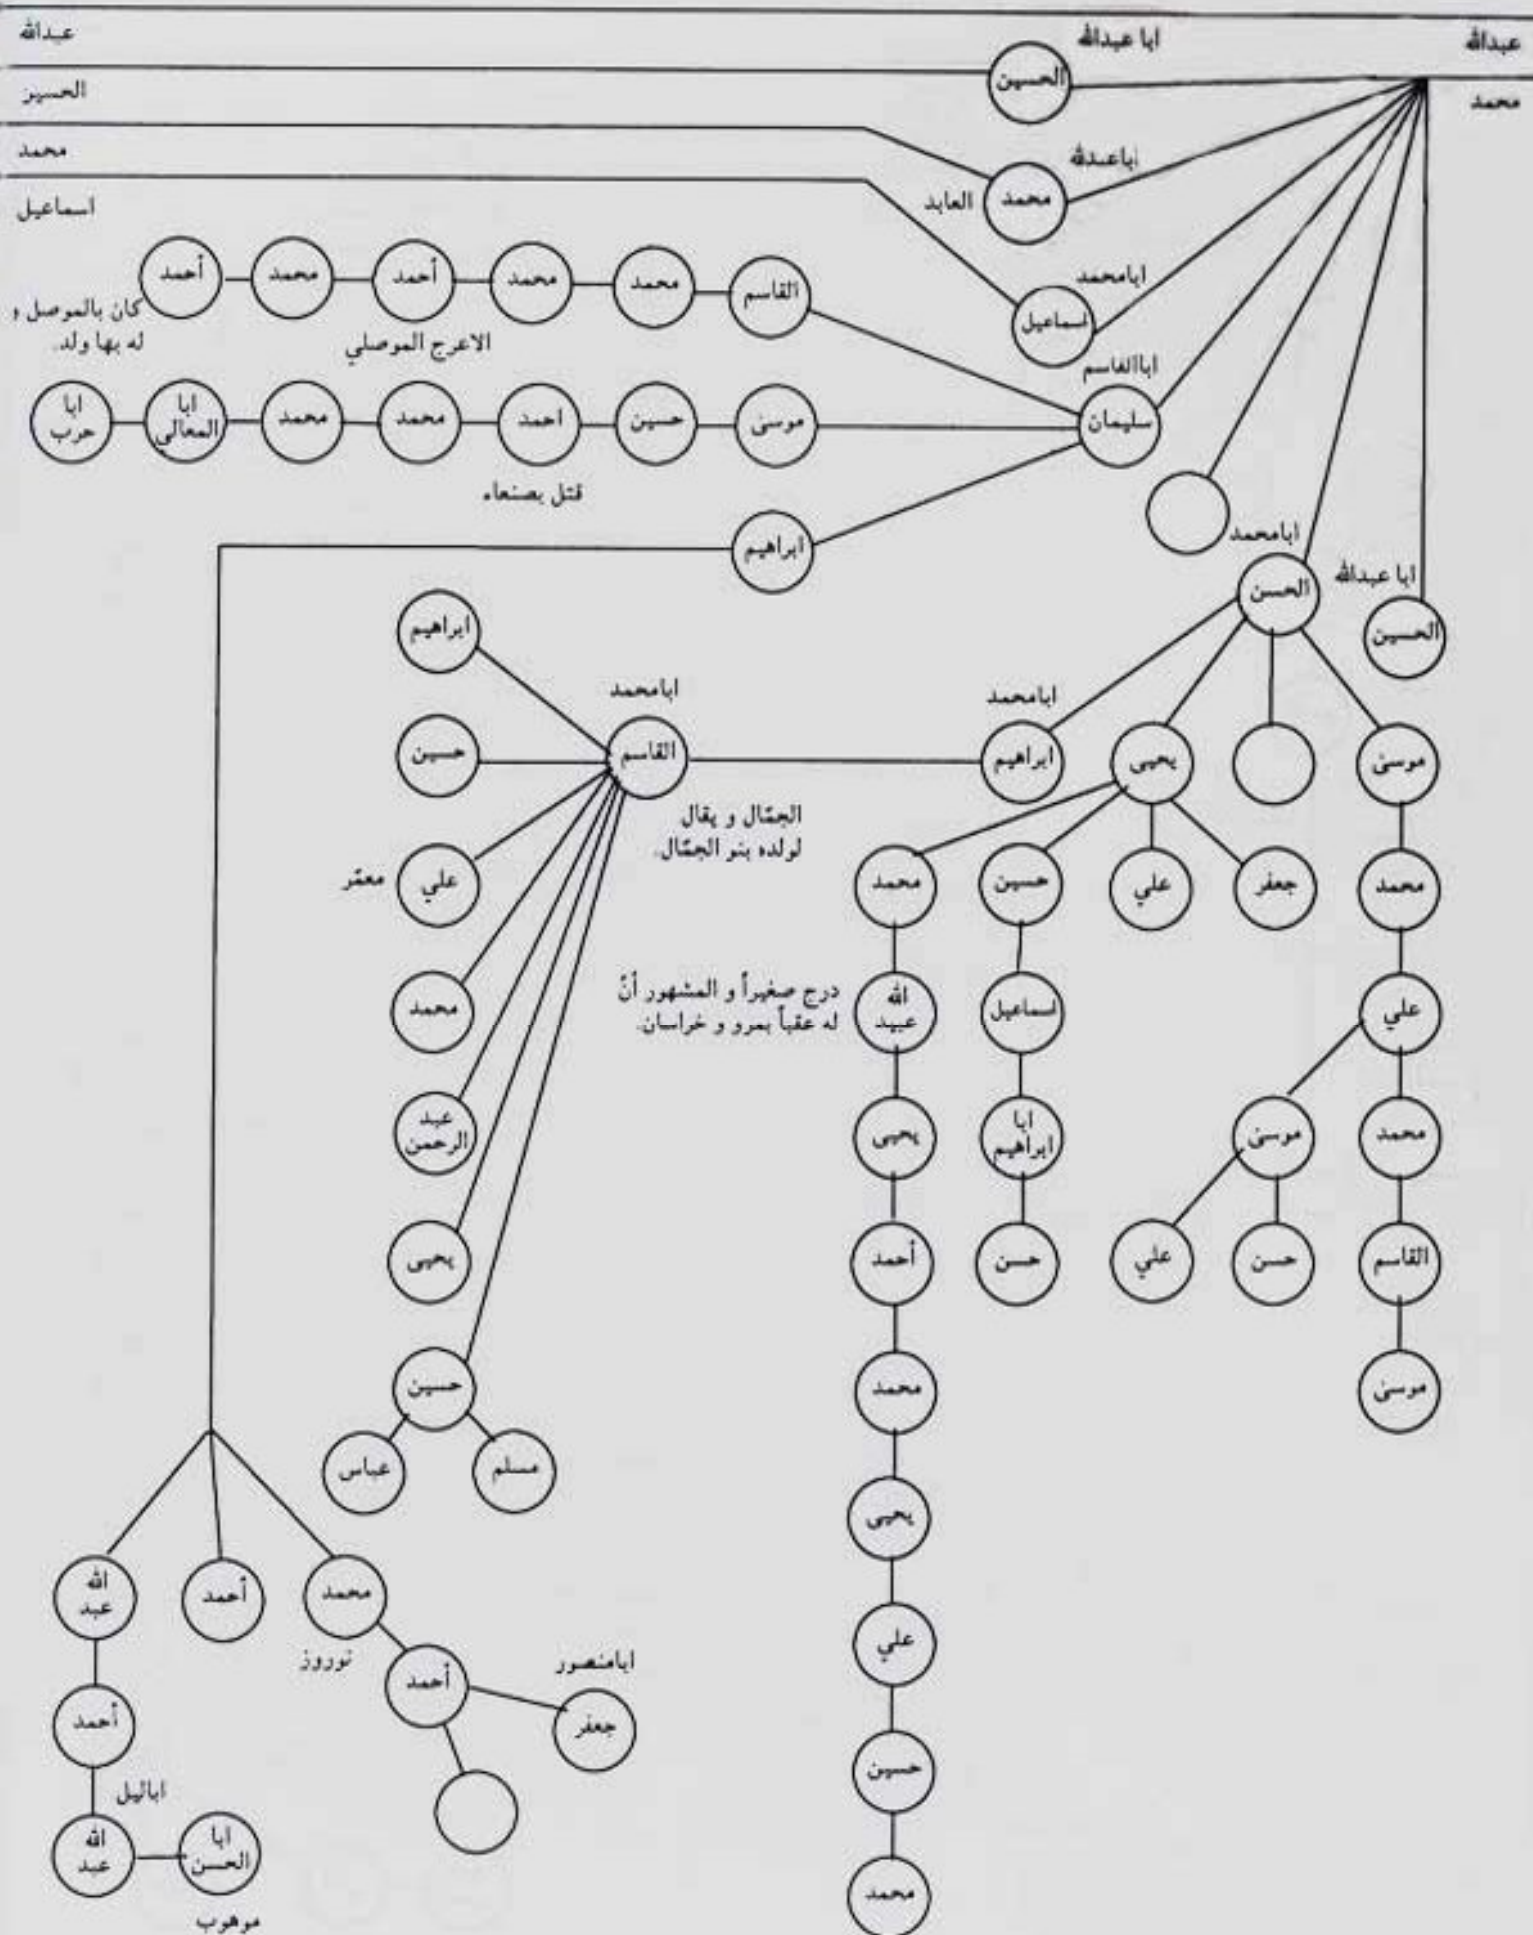 عبدالله
ابا عبدالله
عبدالله
محمد
الحسين
الحسين
محمد
اباعبدالله
محمد
العابد
اسماعيل
ابامحمد
اسماعيل
القاسم
محمد
محمد
أحمد
محمد
أحمد
الاعرج الموصلي
كان بالموصل و
له بها ولد.
اباالقاسم
سليمان
موسى
حسين
احمد
محمد
محمد
ابا
المعالي
ابا
حرب
قتل بصنعاء
ابراهيم
ابامحمد
الحسن
ابا عبدالله
الحسين
ابراهيم
حسين
علي
معمّر
محمد
عبد
الرحمن
يحيى
حسين
عباس
مسلم
ابامحمد
القاسم
الجمّال و يقال
لولده بنو الجمّال.
ابامحمد
ابراهيم
يحيى
موسى
محمد
حسين
علي
جعفر
محمد
درج صغيراً و المشهور أنّ
له عقباً بمرو و خراسان.
الله
عبيد
اسماعيل
علي
يحيى
ابا
ابراهيم
موسى
محمد
أحمد
حسن
علي
حسن
القاسم
محمد
موسى
يحيى
علي
حسين
محمد
الله
عبد
أحمد
محمد
نوروز
أحمد
ابامنصور
جعفر
أحمد
اباليل
الله
عبد
ابا
الحسن
موهوب